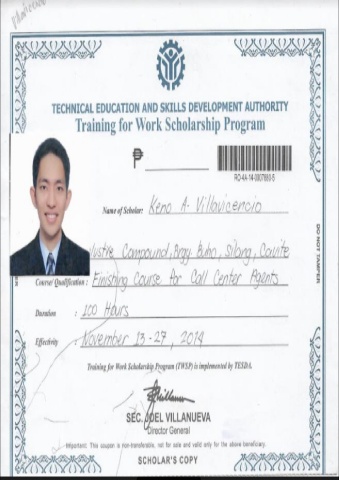 TECHNICAL EDUCATION AND SKILLS DEVELOPMENT AUTHORITY
Training for Work Scholarship Program
₱
RO-4A-14-0007880-5
Name of Scholar: Keno A. Villavicencio
Compound, Brgy Buho, Silang, Cavite
Course/ Qualification : Finishing Course for Call Center Agents
Duration : 100 Hours
Effectivity : November 13-27, 2014
Training for Work Scholarship Program (TWSP) is implemented by TESDA.
SEC. JOEL VILLANUEVA
Director General
Important: This coupon is non-transferable, not for sale and valid only for the above beneficiary.
SCHOLAR'S COPY
DO NOT TAMPER